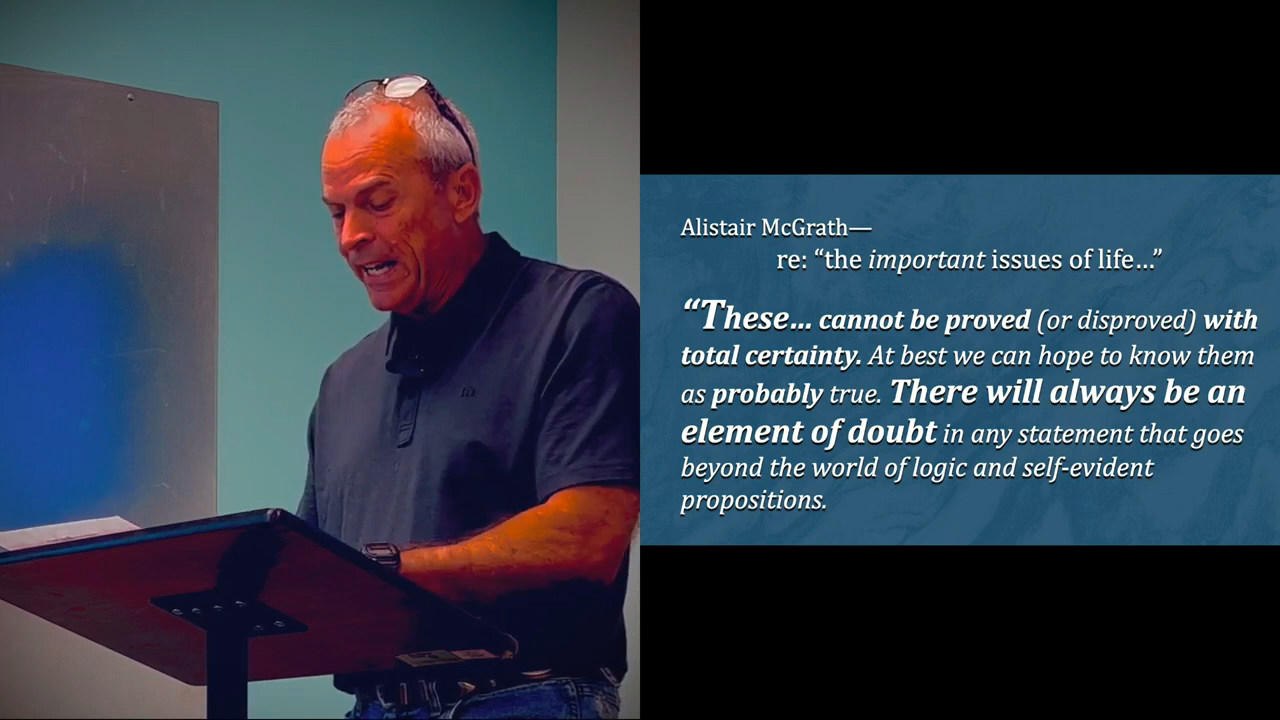 Alistair McGrath—
re: “the important issues of life…”
“These… cannot be proved (or disproved) with
total certainty. At best we can hope to know them
as probably true. There will always be an
element of doubt in any statement that goes
beyond the world of logic and self-evident
propositions.